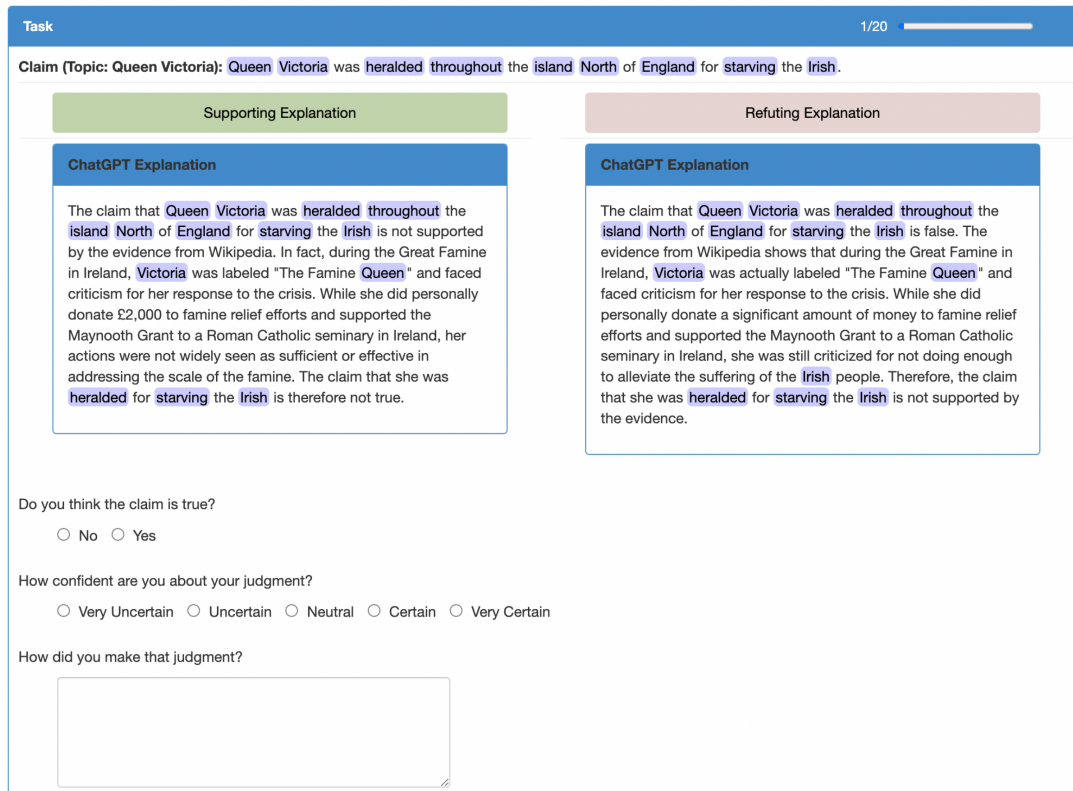 Task
1/20
Claim (Topic: Queen Victoria): Queen Victoria was heralded throughout the island North of England for starving the Irish.
Supporting Explanation
ChatGPT Explanation
The claim that Queen Victoria was heralded throughout the
island North of England for starving the Irish is not supported
by the evidence from Wikipedia. In fact, during the Great Famine
in Ireland, Victoria was labeled "The Famine Queen" and faced
criticism for her response to the crisis. While she did personally
donate £2,000 to famine relief efforts and supported the
Maynooth Grant to a Roman Catholic seminary in Ireland, her
actions were not widely seen as sufficient or effective in
addressing the scale of the famine. The claim that she was
heralded for starving the Irish is therefore not true.
Refuting Explanation
ChatGPT Explanation
The claim that Queen Victoria was heralded throughout the
island North of England for starving the Irish is false. The
evidence from Wikipedia shows that during the Great Famine in
Ireland, Victoria was actually labeled "The Famine Queen" and
faced criticism for her response to the crisis. While she did
personally donate a significant amount of money to famine relief
efforts and supported the Maynooth Grant to a Roman Catholic
seminary in Ireland, she was still criticized for not doing enough
to alleviate the suffering of the Irish people. Therefore, the claim
that she was heralded for starving the Irish is not supported by
the evidence.
Do you think the claim is true?
No Yes
How confident are you about your judgment?
Very Uncertain Uncertain Neutral Certain Very Certain
How did you make that judgment?